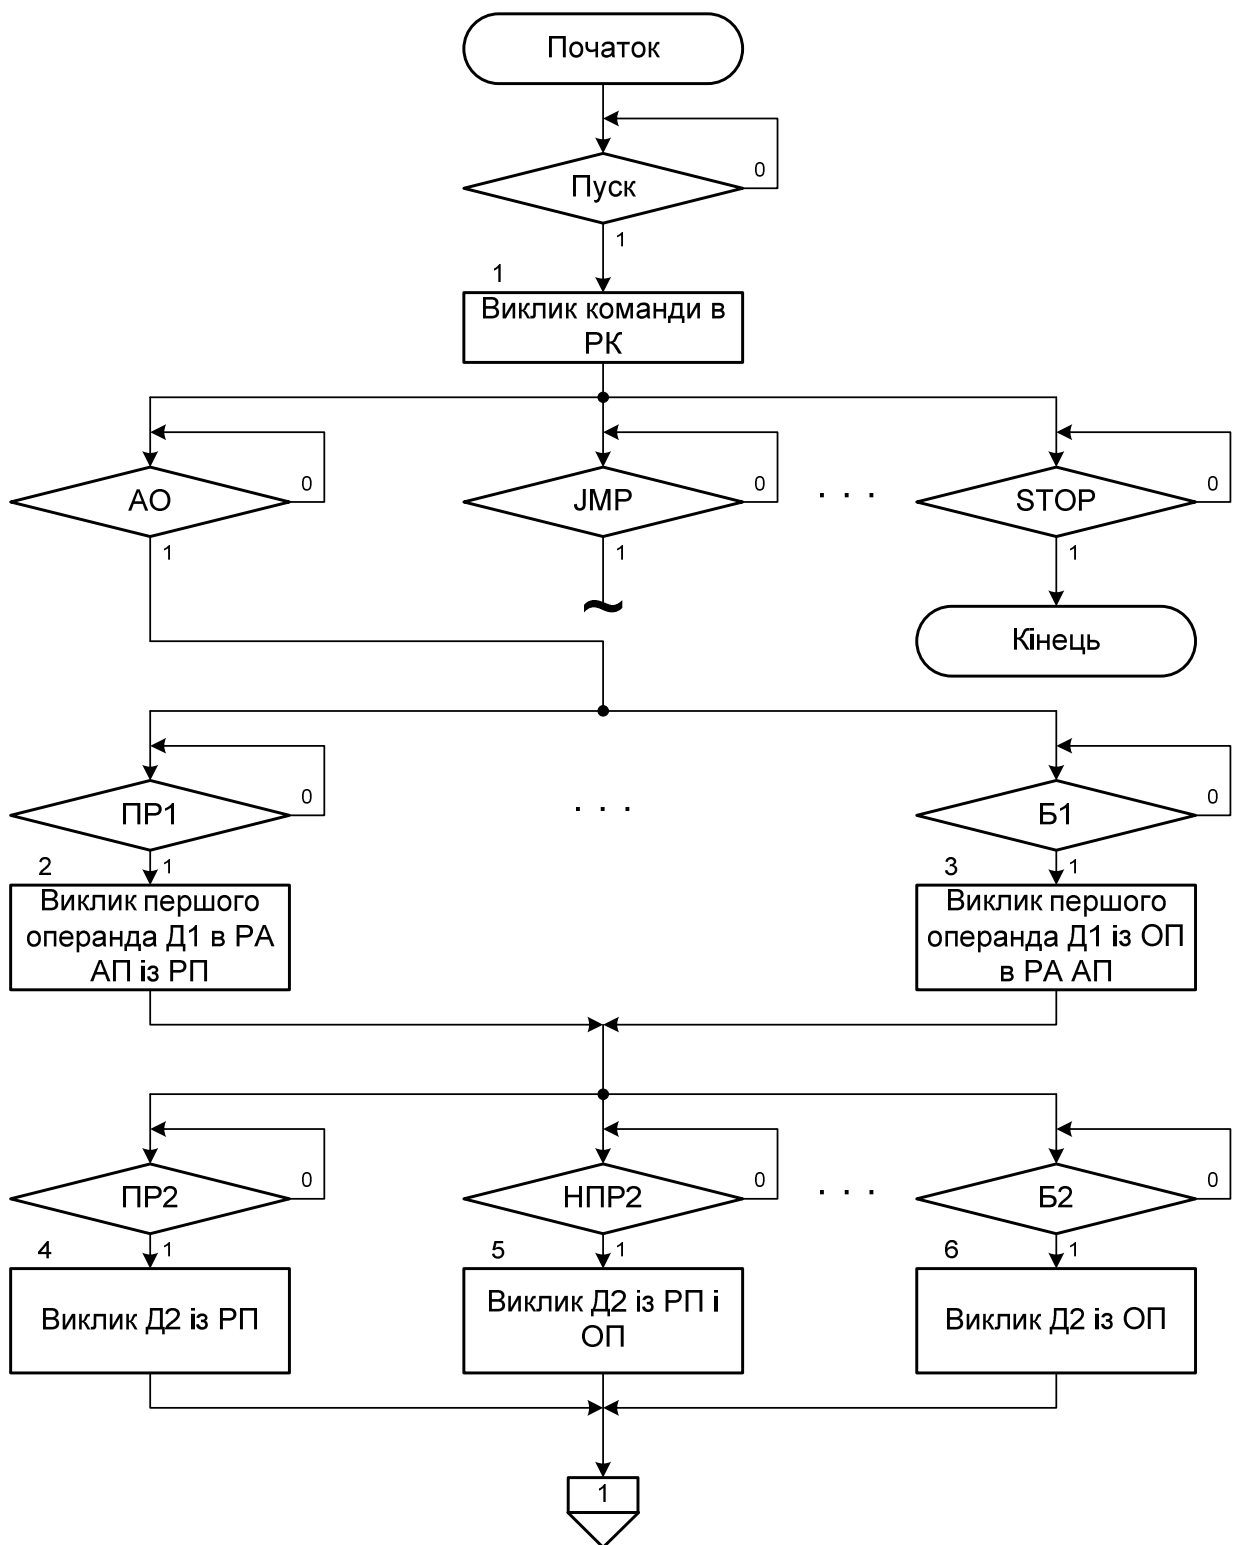 Початок
Пуск
0
1
1
Виклик команди в
РК
АО
0
1
JMP
0
1
. . .
STOP
0
1
~
Кінець
ПР1
0
1
. . .
Б1
0
1
2
Виклик першого
операнда Д1 в РА
АП із РП
3
Виклик першого
операнда Д1 із ОП
в РА АП
ПР2
0
1
НПР2
0
1
. . .
Б2
0
1
4
Виклик Д2 із РП
5
Виклик Д2 із РП і
ОП
6
Виклик Д2 із ОП
1